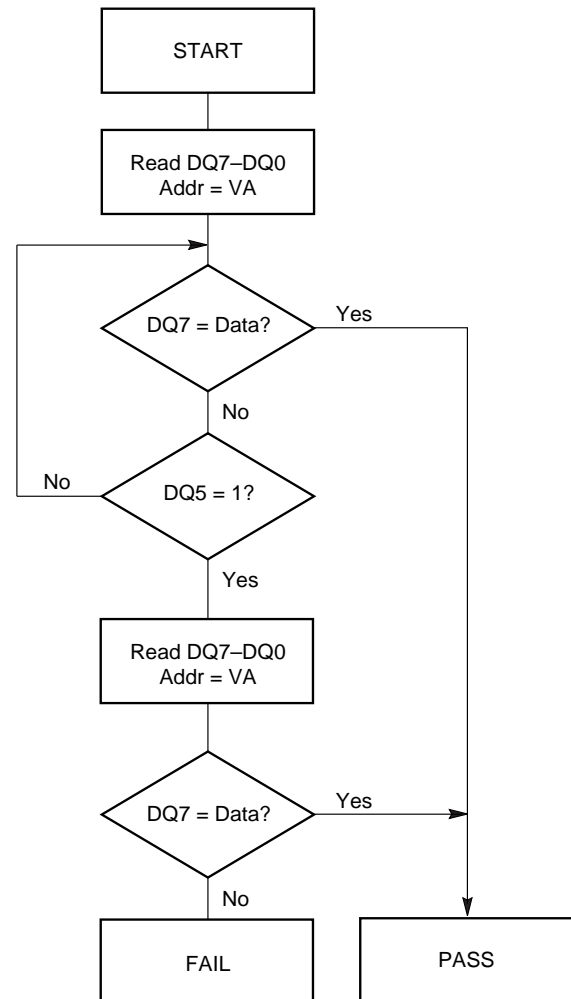 START
Read DQ7–DQ0
Addr = VA
DQ7 = Data?
Yes
No
No
DQ5 = 1?
Yes
Read DQ7–DQ0
Addr = VA
DQ7 = Data?
Yes
No
FAIL
PASS